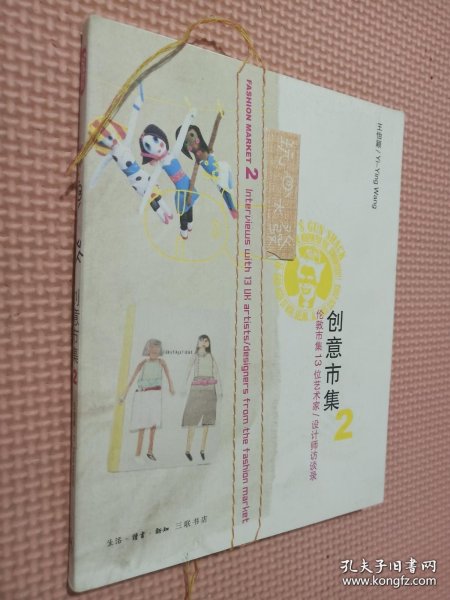 王怡颖 / Yi-Ying Wang
创意市集 2
伦敦市集 13 位艺术家 / 设计师访谈录
FASHION MARKET 2 Interviews with 13 UK artists/designers from the fashion market
生活·读书·新知 三联书店
孔夫子旧书网
www.kongfz.com